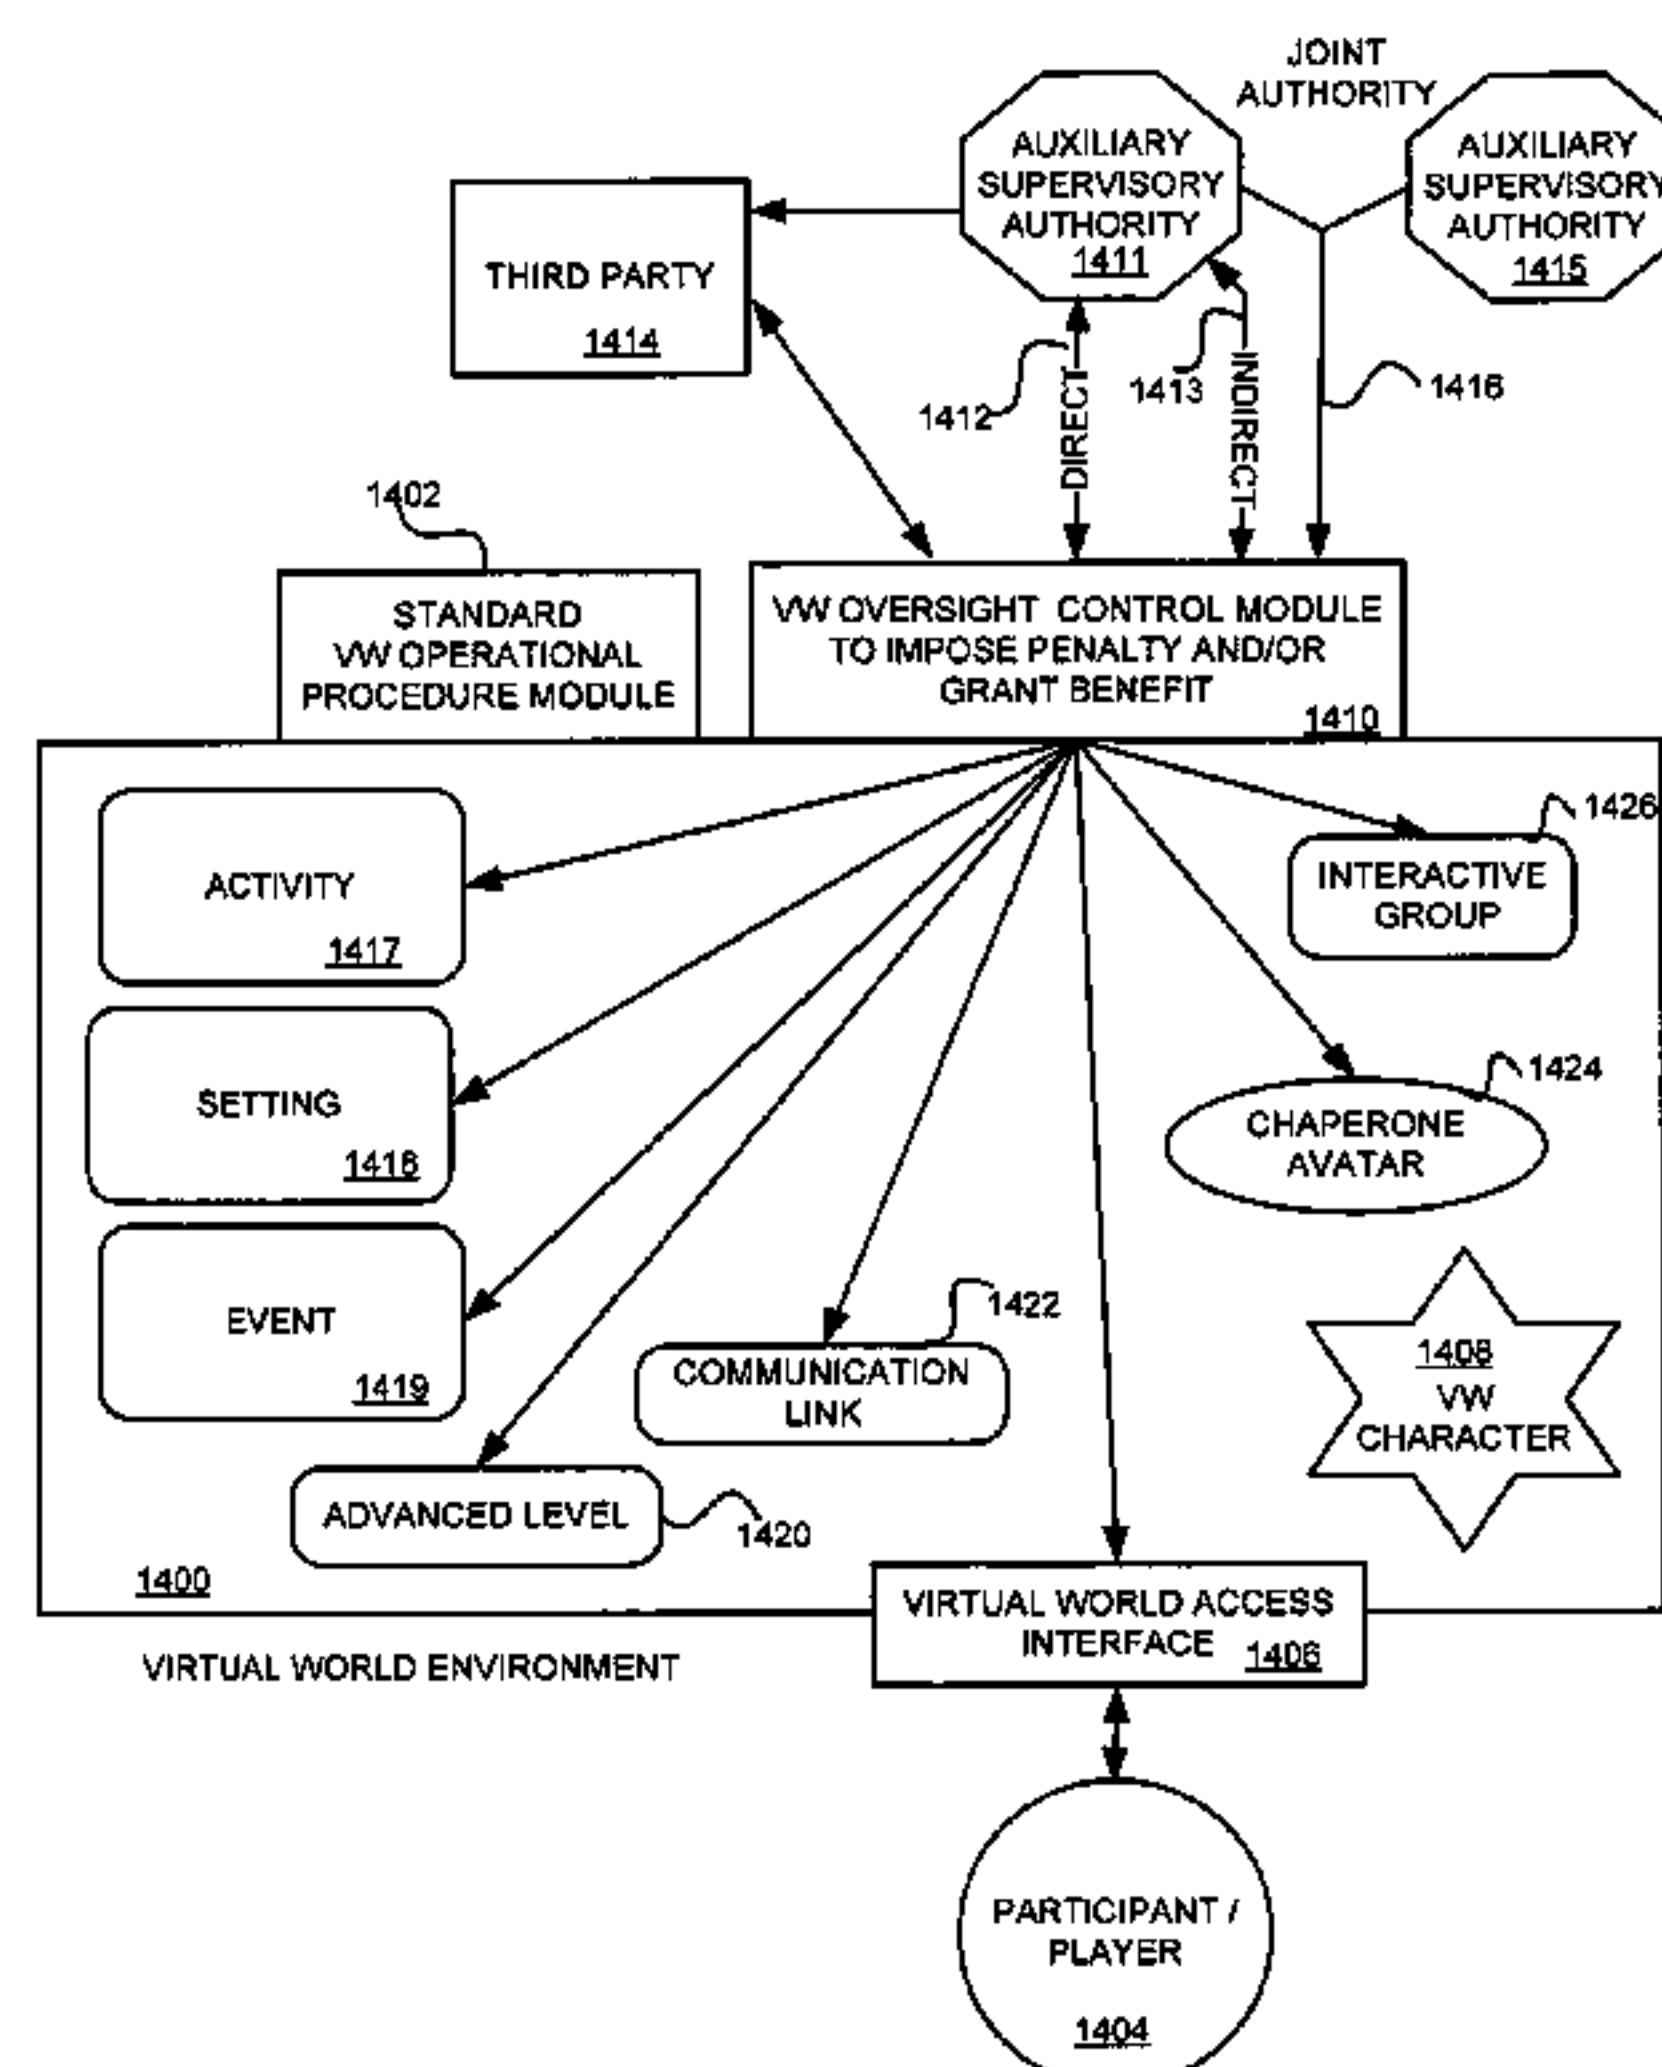 JOINT
AUTHORITY
AUXILIARY
SUPERVISORY
AUTHORITY
1411
AUXILIARY
SUPERVISORY
AUTHORITY
1415
THIRD PARTY
1414
1412
DIRECT
1413
INDIRECT
1416
1402
STANDARD
VW OPERATIONAL
PROCEDURE MODULE
VW OVERSIGHT CONTROL MODULE
TO IMPOSE PENALTY AND/OR
GRANT BENEFIT
1410
ACTIVITY
1417
1426
INTERACTIVE
GROUP
SETTING
1418
1424
CHAPERONE
AVATAR
EVENT
1419
1422
COMMUNICATION
LINK
1408
VW
CHARACTER
ADVANCED LEVEL
1420
1400
VIRTUAL WORLD ACCESS
INTERFACE 1406
VIRTUAL WORLD ENVIRONMENT
PARTICIPANT /
PLAYER
1404